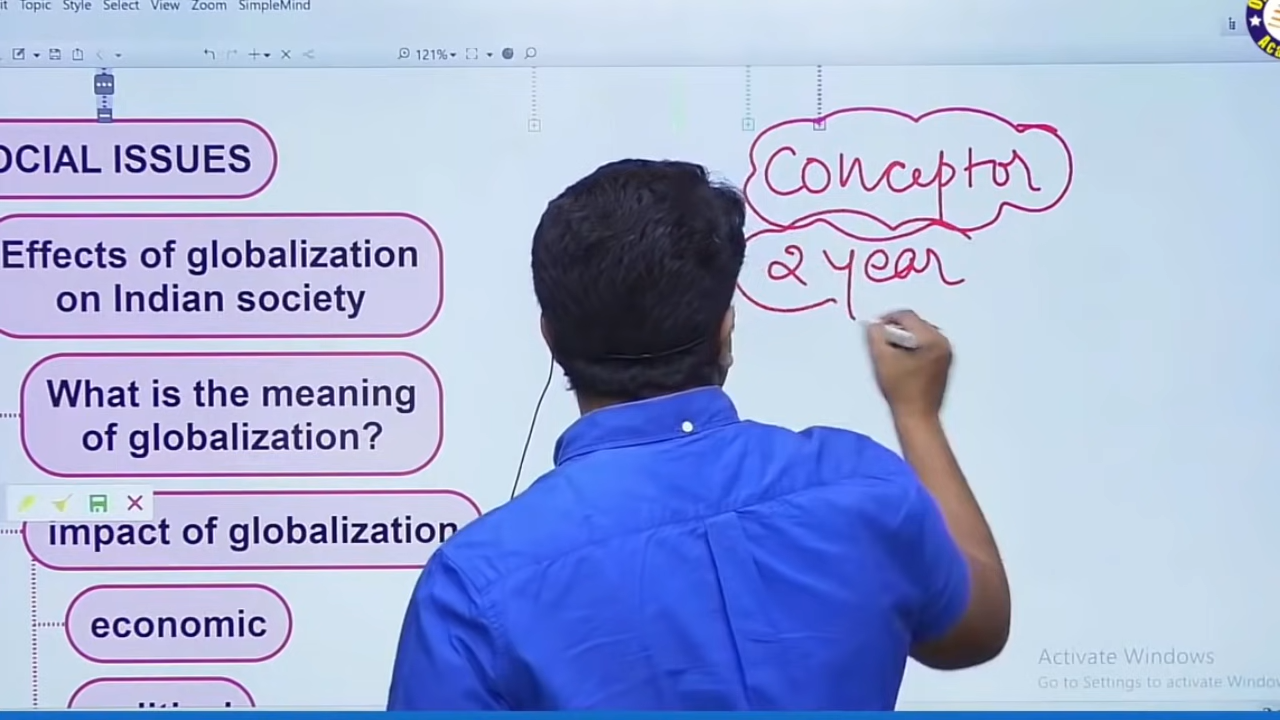 Topic Style Select View Zoom SimpleMind
121%
OCIAL ISSUES
Effects of globalization
on Indian society
What is the meaning
of globalization?
impact of globalization
economic
Conceptor
2 year
Activate Windows
Go to Settings to activate Windo